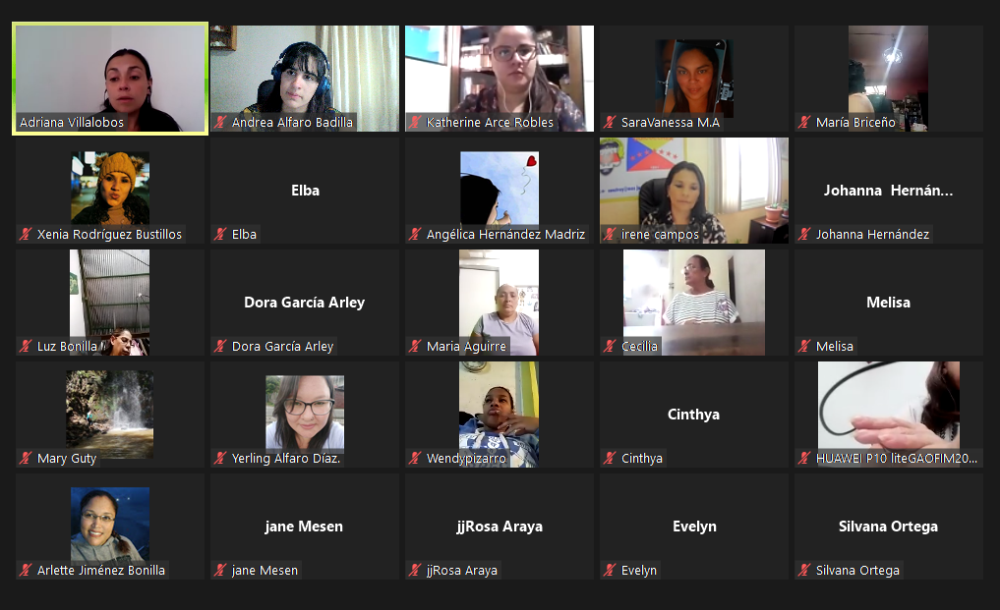 Adriana Villalobos
Andrea Alfaro Badilla
Katherine Arce Robles
SaraVanessa M.A
María Briceño
Xenia Rodríguez Bustillos
Elba
Elba
Angélica Hernández Madriz
irene campos
Johanna Hernán...
Johanna Hernández
Luz Bonilla
Dora García Arley
Dora García Arley
Maria Aguirre
Cecilia
Melisa
Melisa
Mary Guty
Yerling Alfaro Díaz.
Wendypizarro
Cinthya
Cinthya
HUAWEI P10 liteGAOFIM20...
Arlette Jiménez Bonilla
jane Mesen
jane Mesen
jjRosa Araya
jjRosa Araya
Evelyn
Evelyn
Silvana Ortega
Silvana Ortega